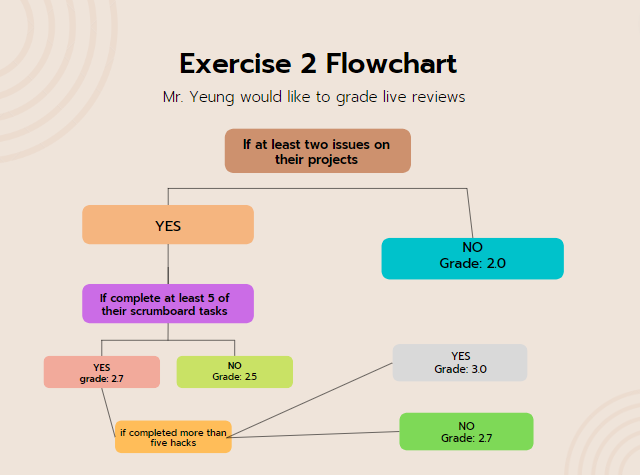 Exercise 2 Flowchart
Mr. Yeung would like to grade live reviews
If at least two issues on
their projects
YES
NO
Grade: 2.0
If complete at least 5 of
their scrumboard tasks
YES
grade: 2.7
NO
Grade: 2.5
YES
Grade: 3.0
if completed more than
five hacks
NO
Grade: 2.7